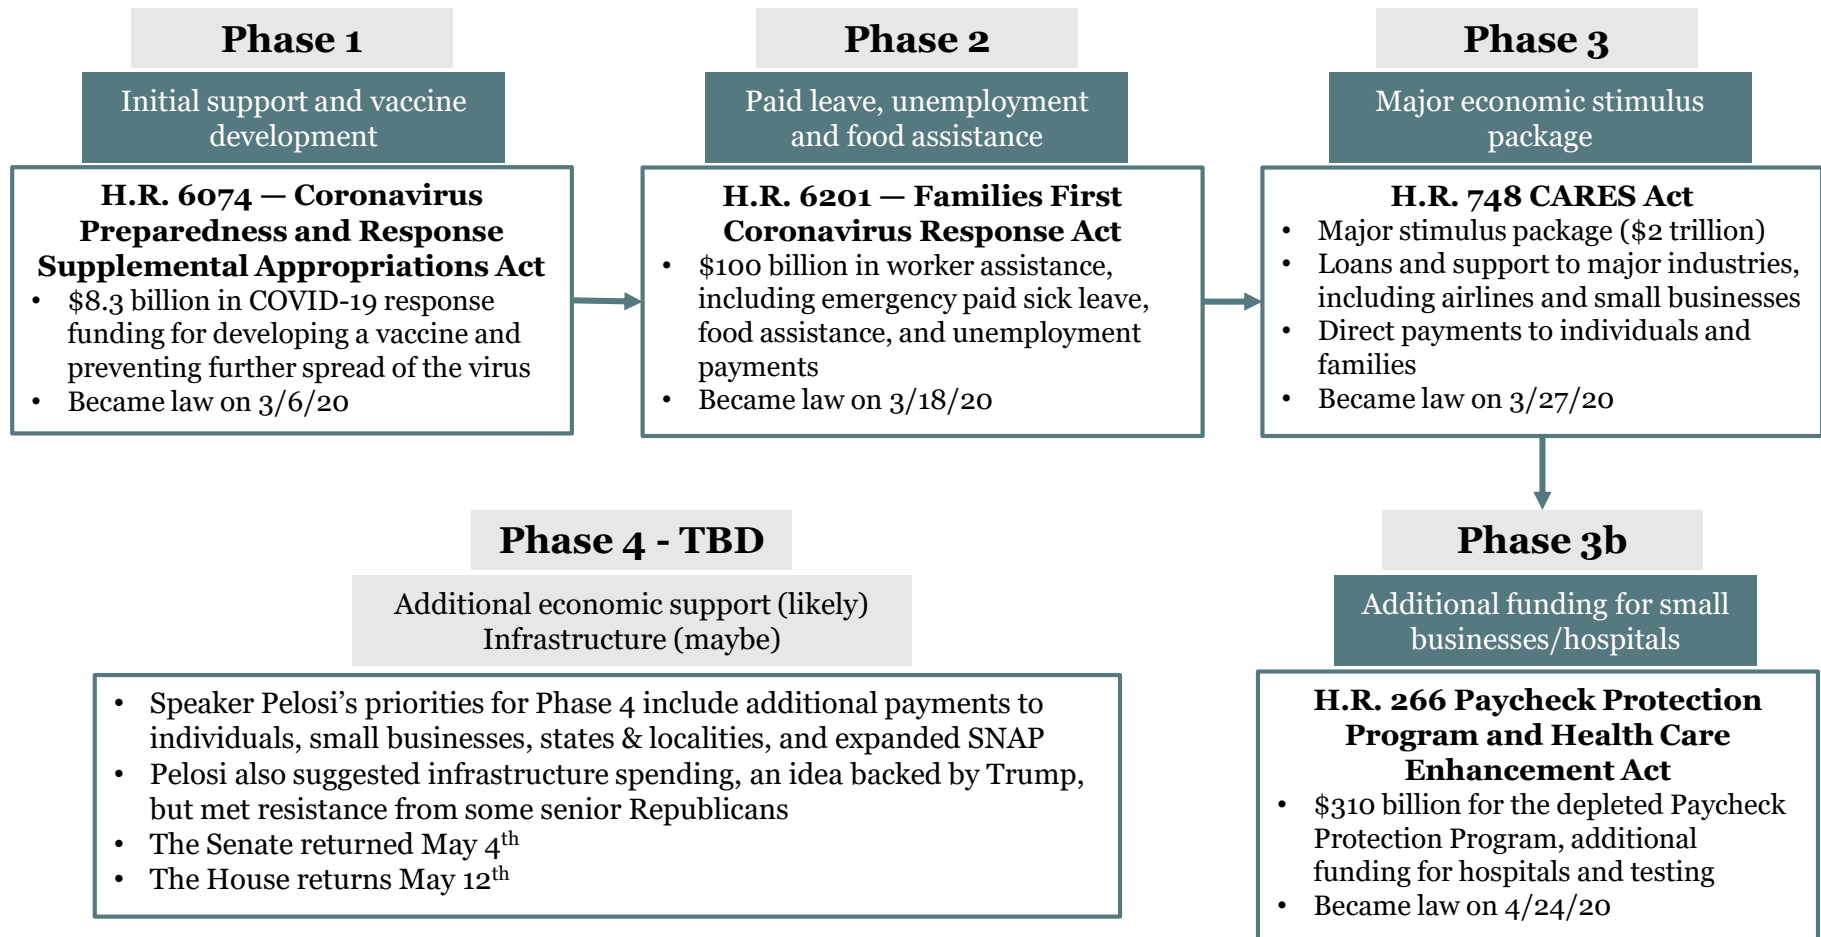 Phase 1
Initial support and vaccine
development
H.R. 6074 — Coronavirus
Preparedness and Response
Supplemental Appropriations Act
• $8.3 billion in COVID-19 response
funding for developing a vaccine and
preventing further spread of the virus
• Became law on 3/6/20
Phase 2
Paid leave, unemployment
and food assistance
H.R. 6201 — Families First
Coronavirus Response Act
• $100 billion in worker assistance,
including emergency paid sick leave,
food assistance, and unemployment
payments
• Became law on 3/18/20
Phase 3
Major economic stimulus
package
H.R. 748 CARES Act
• Major stimulus package ($2 trillion)
• Loans and support to major industries,
including airlines and small businesses
• Direct payments to individuals and
families
• Became law on 3/27/20
Phase 3b
Additional funding for small
businesses/hospitals
H.R. 266 Paycheck Protection
Program and Health Care
Enhancement Act
• $310 billion for the depleted Paycheck
Protection Program, additional
funding for hospitals and testing
• Became law on 4/24/20
Phase 4 - TBD
Additional economic support (likely)
Infrastructure (maybe)
• Speaker Pelosi’s priorities for Phase 4 include additional payments to
individuals, small businesses, states & localities, and expanded SNAP
• Pelosi also suggested infrastructure spending, an idea backed by Trump,
but met resistance from some senior Republicans
• The Senate returned May 4th
• The House returns May 12th